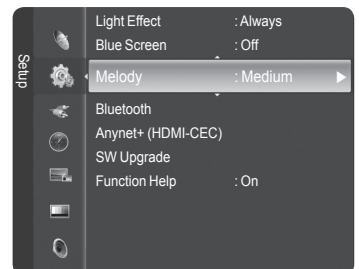 Setup
Light Effect : Always
Blue Screen : Off
Melody : Medium
Bluetooth
Anynet+ (HDMI-CEC)
SW Upgrade
Function Help : On